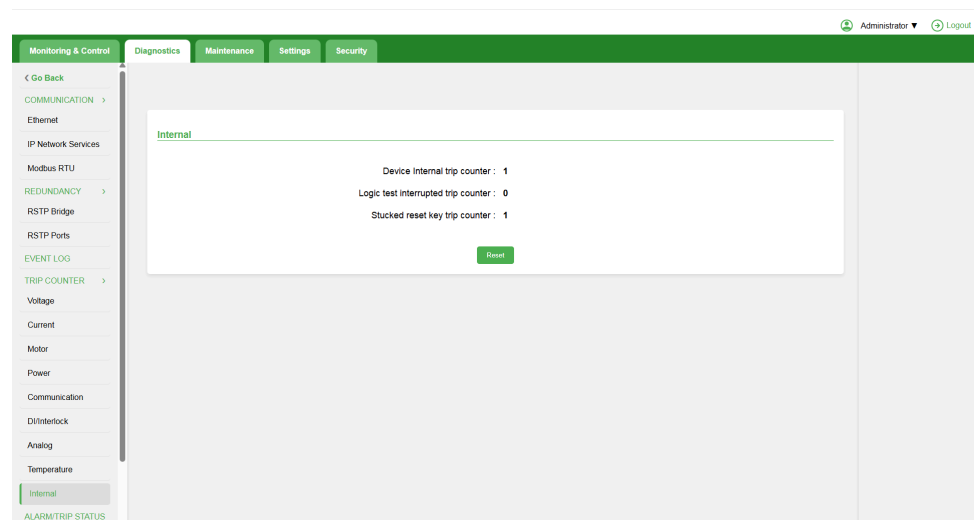 Administrator ▼ Logout
Monitoring & Control Diagnostics Maintenance Settings Security
Go Back
COMMUNICATION
Ethernet
IP Network Services
Modbus RTU
REDUNDANCY
RSTP Bridge
RSTP Ports
EVENT LOG
TRIP COUNTER
Voltage
Current
Motor
Power
Communication
DI/Interlock
Analog
Temperature
Internal
ALARM/TRIP STATUS
Internal
Device Internal trip counter : 1
Logic test interrupted trip counter : 0
Stucked reset key trip counter : 1
Reset